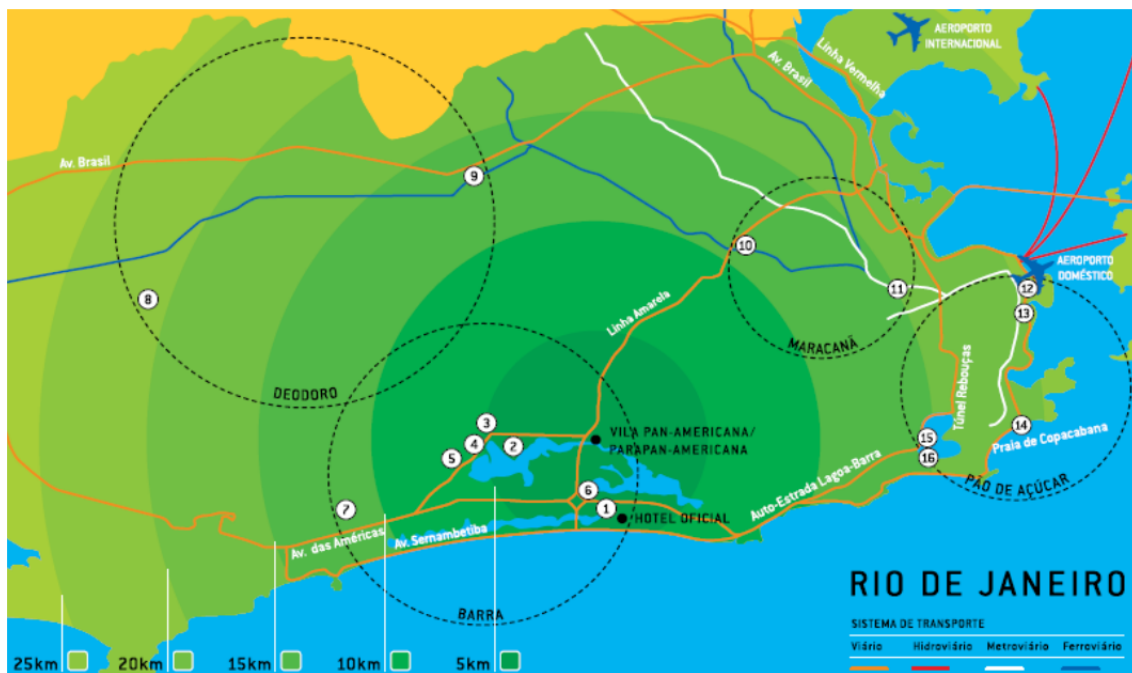 AEROPORTO
INTERNACIONAL
Linha Vermelha
Av. Brasil
Av. Brasil
9
10
8
11
AEROPORTO
DOMÉSTICO
12
13
MARACANÃ
Linha Amarela
DEODORO
Túnel Rebouças
3
4
2
5
VILA PAN-AMERICANA/
PARAPAN-AMERICANA
14
15
16
Praia de Copacabana
PÃO DE AÇÚCAR
Auto-Estrada Lagoa-Barra
6
7
1
HOTEL OFICIAL
Av. das Américas
Av. Sernambetiba
BARRA
RIO DE JANEIRO
SISTEMA DE TRANSPORTE
Viário Hidroviário Metroviário Ferroviário
25km 20km 15km 10km 5km